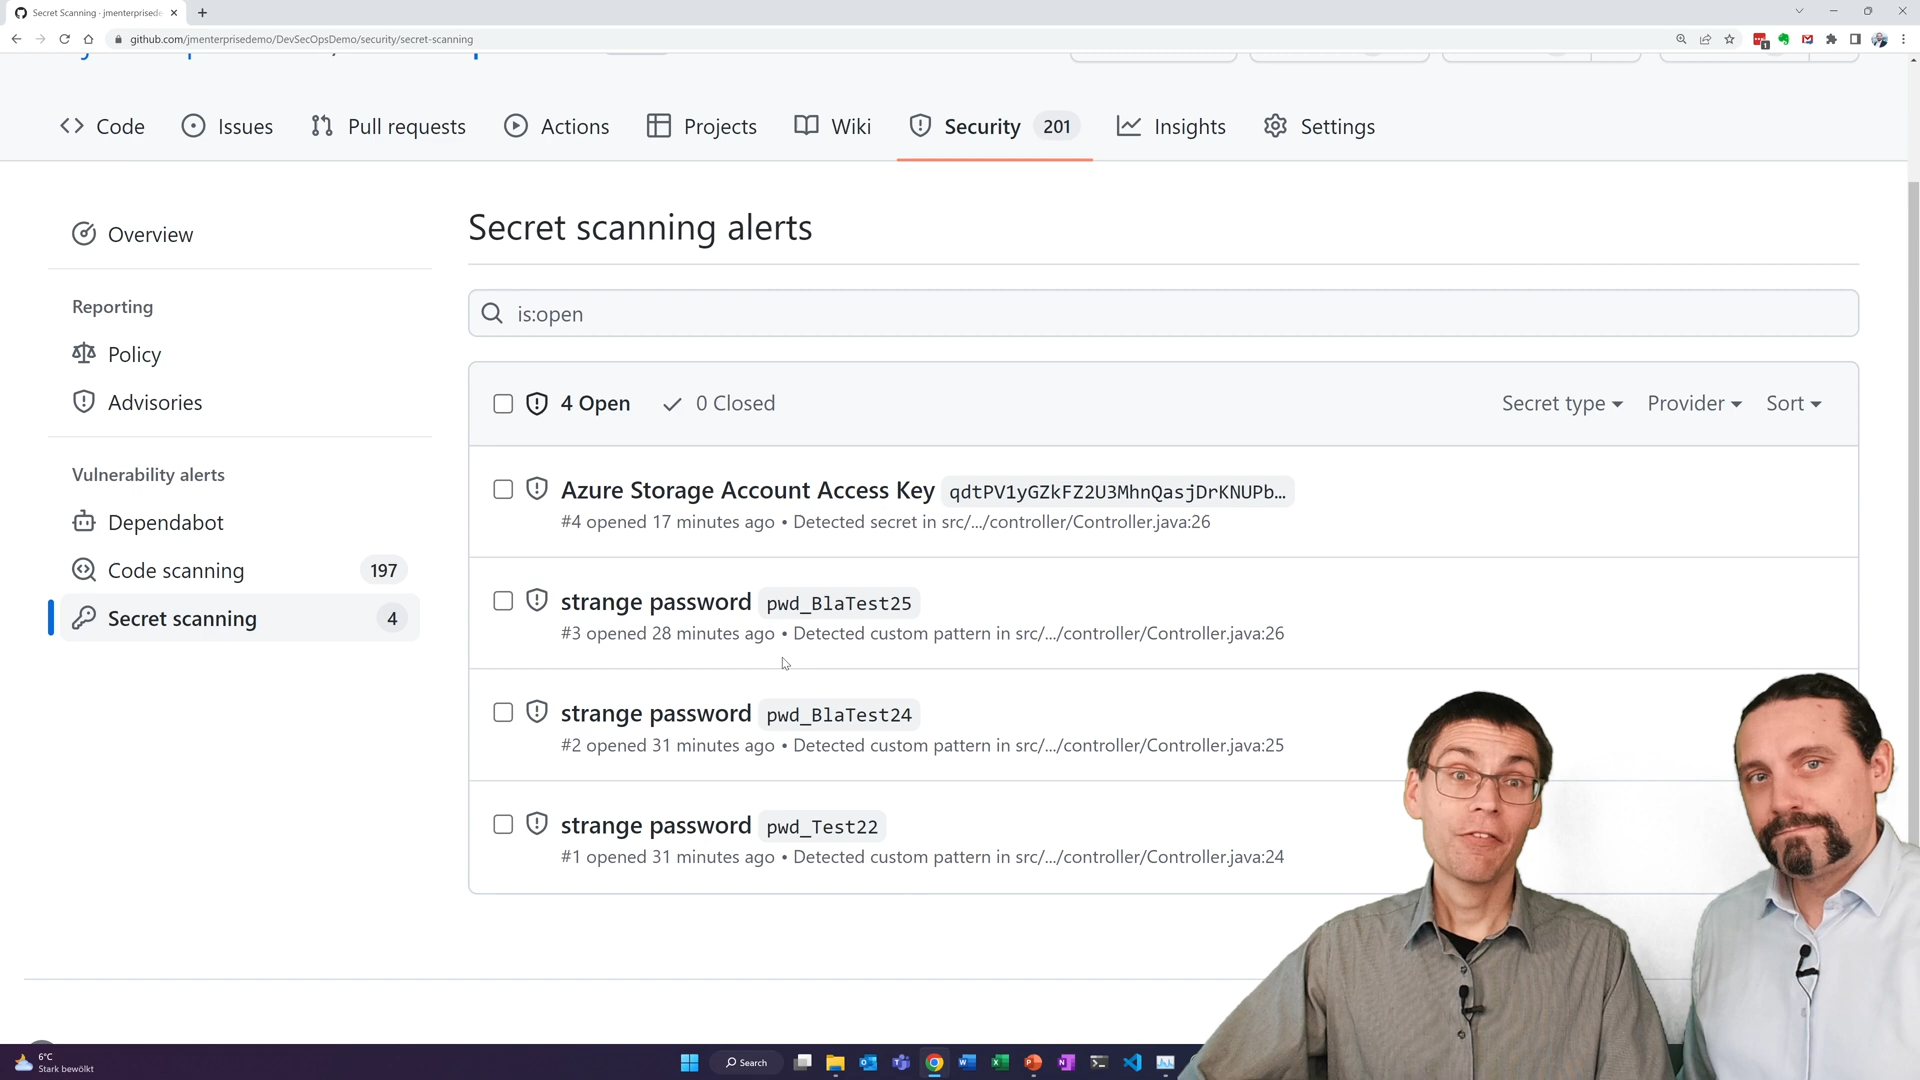 Secret Scanning · jmenterprisede
github.com/jmenterprisedemo/DevSecOpsDemo/security/secret-scanning
Code
Issues
Pull requests
Actions
Projects
Wiki
Security 201
Insights
Settings
Overview
Reporting
Policy
Advisories
Vulnerability alerts
Dependabot
Code scanning 197
Secret scanning 4
Secret scanning alerts
is:open
4 Open
0 Closed
Secret type
Provider
Sort
Azure Storage Account Access Key qdtPV1yGZkFZ2U3MhnQasjDrKNUPb…
#4 opened 17 minutes ago • Detected secret in src/.../controller/Controller.java:26
strange password pwd_BlaTest25
#3 opened 28 minutes ago • Detected custom pattern in src/.../controller/Controller.java:26
strange password pwd_BlaTest24
#2 opened 31 minutes ago • Detected custom pattern in src/.../controller/Controller.java:25
strange password pwd_Test22
#1 opened 31 minutes ago • Detected custom pattern in src/.../controller/Controller.java:24
6°C
Stark bewölkt
Search